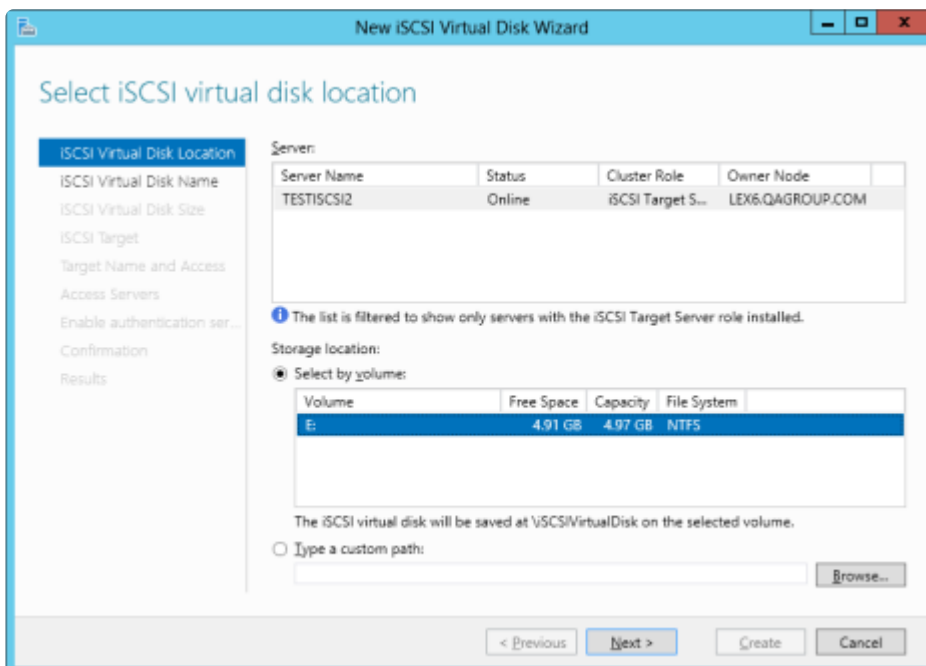 New iSCSI Virtual Disk Wizard
Select iSCSI virtual disk location
iSCSI Virtual Disk Location
iSCSI Virtual Disk Name
iSCSI Virtual Disk Size
iSCSI Target
Target Name and Access
Access Servers
Enable authentication ser...
Confirmation
Results
Server:
Server Name Status Cluster Role Owner Node
TESTISCSI2 Online iSCSI Target S... LEX6.QAGROUP.COM
The list is filtered to show only servers with the iSCSI Target Server role installed.
Storage location:
Select by volume:
Volume Free Space Capacity File System
E: 4.91 GB 4.97 GB NTFS
The iSCSI virtual disk will be saved at \iSCSIVirtualDisk on the selected volume.
Type a custom path:
Browse...
< Previous Next > Create Cancel